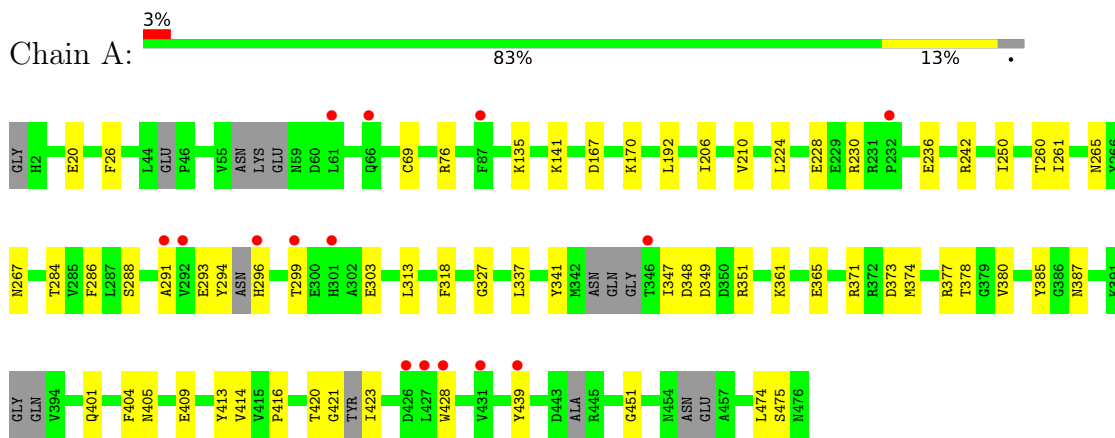 3%
Chain A:
83% 13% •
GLY H2 E20 F26 L44 GLU P46 V55 ASN LYS GLU N59 D60 L61 Q66 C69 R76 F87 K135 K141 D167 K170 L192 I206 V210 L224 E228 E229 R230 R231 P232 E236 R242 I250 T260 I261 N265 Y266
N267 T284 V285 F286 L287 S288 A291 V292 E293 Y294 ASN H296 T299 E300 H301 A302 E303 L313 F318 G327 L337 Y341 M342 ASN GLN GLY T346 I347 D348 D349 D350 R351 K361 E365 R371 R372 D373 M374 R377 T378 G379 V380 Y385 G386 N387 K391
GLY GLN V394 Q401 F404 N405 E409 Y413 V414 V415 P416 T420 G421 TYR I423 D426 L427 W428 V431 Y439 D443 ALA R445 G451 N454 ASN GLU A457 L474 S475 N476